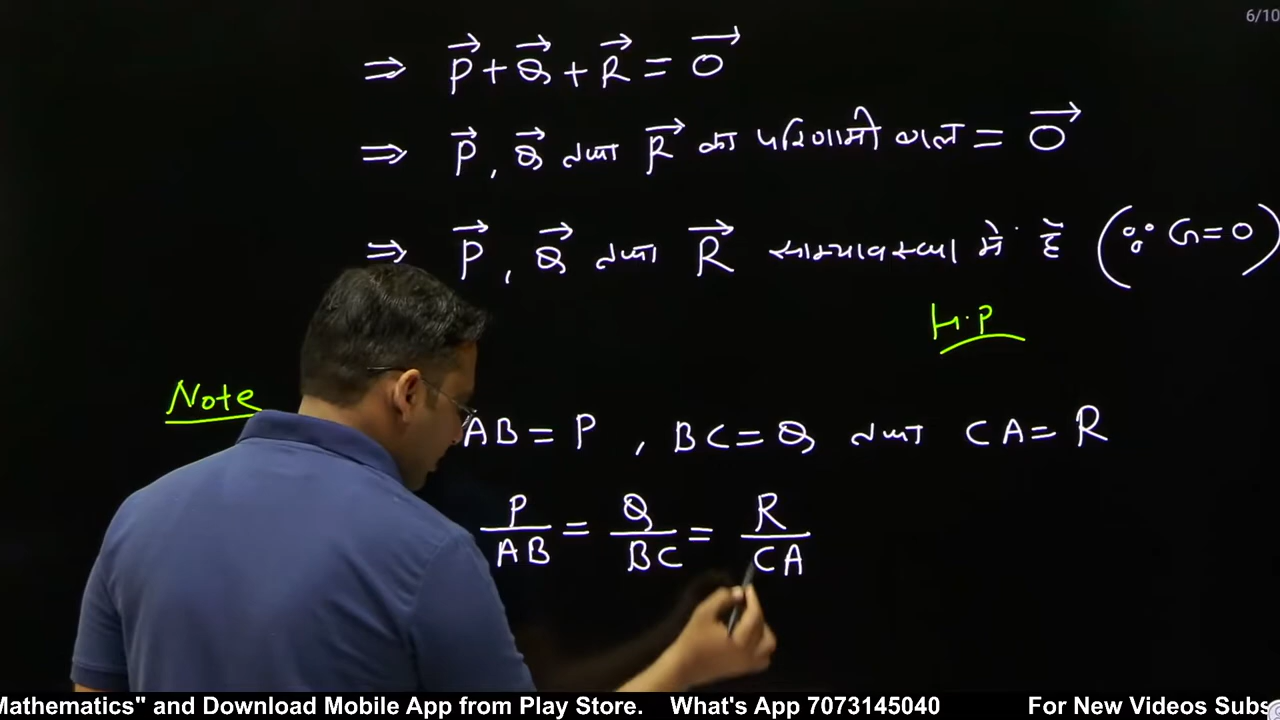 6/10
⇒ P⃗ + Q⃗ + R⃗ = 0⃗
⇒ P⃗ , Q⃗ तथा R⃗ का परिणामी बल = 0⃗
⇒ P⃗ , Q⃗ तथा R⃗ साम्यावस्था में है (∵ G=0)
H.P
Note
AB = P , BC = Q तथा CA = R
P/AB = Q/BC = R/CA
Mathematics" and Download Mobile App from Play Store. What's App 7073145040 For New Videos Subs